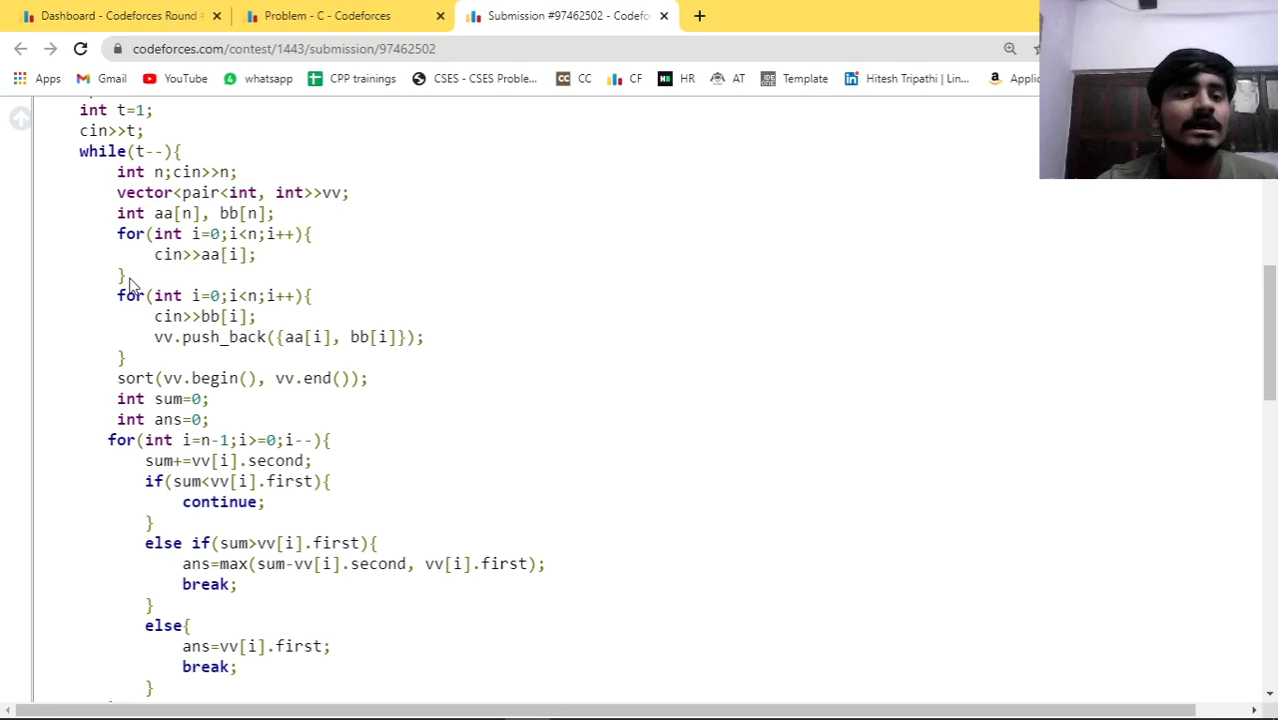 Dashboard - Codeforces Round
Problem - C - Codeforces
Submission #97462502 - Codefo
codeforces.com/contest/1443/submission/97462502
Apps Gmail YouTube whatsapp CPP trainings CSES - CSES Proble... CC CC CF HR AT Template Hitesh Tripathi | Lin... Applic
int t=1;
cin>>t;
while(t--){
int n;cin>>n;
vector<pair<int, int>>vv;
int aa[n], bb[n];
for(int i=0;i<n;i++){
cin>>aa[i];
}
for(int i=0;i<n;i++){
cin>>bb[i];
vv.push_back({aa[i], bb[i]});
}
sort(vv.begin(), vv.end());
int sum=0;
int ans=0;
for(int i=n-1;i>=0;i--){
sum+=vv[i].second;
if(sum<vv[i].first){
continue;
}
else if(sum>vv[i].first){
ans=max(sum-vv[i].second, vv[i].first);
break;
}
else{
ans=vv[i].first;
break;
}